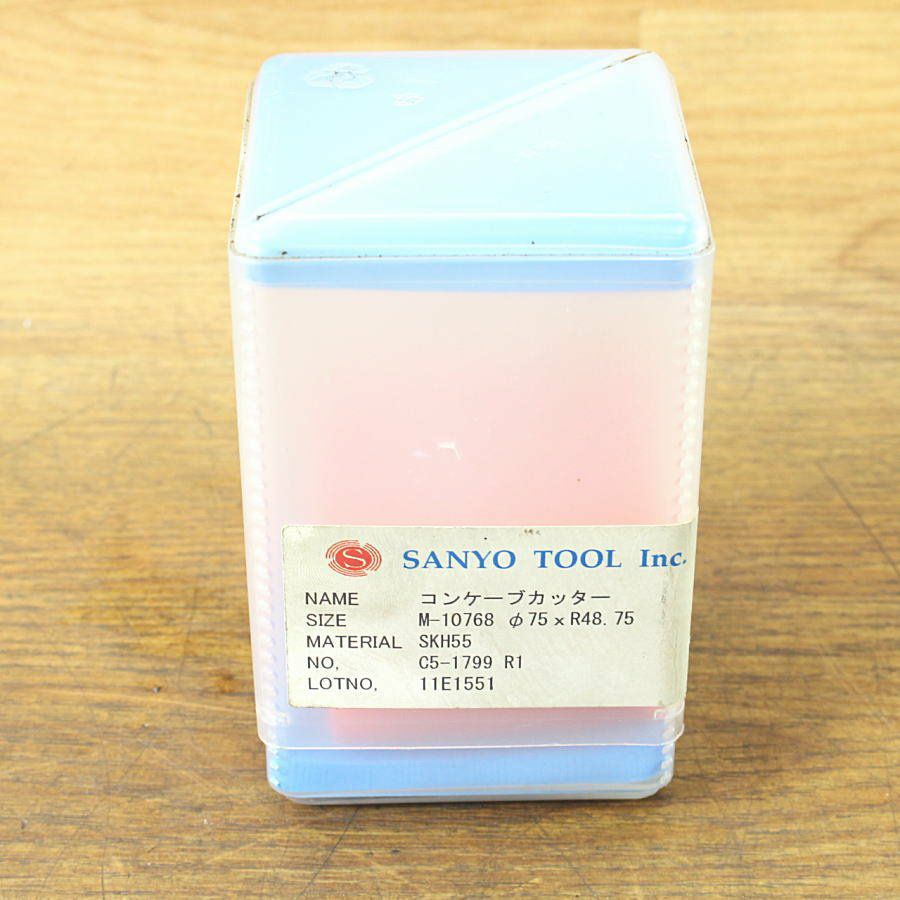 S SANYO TOOL Inc.
NAME コンケーブカッター
SIZE M-10768 φ75×R48.75
MATERIAL SKH55
NO, C5-1799 R1
LOTNO, 11E1551